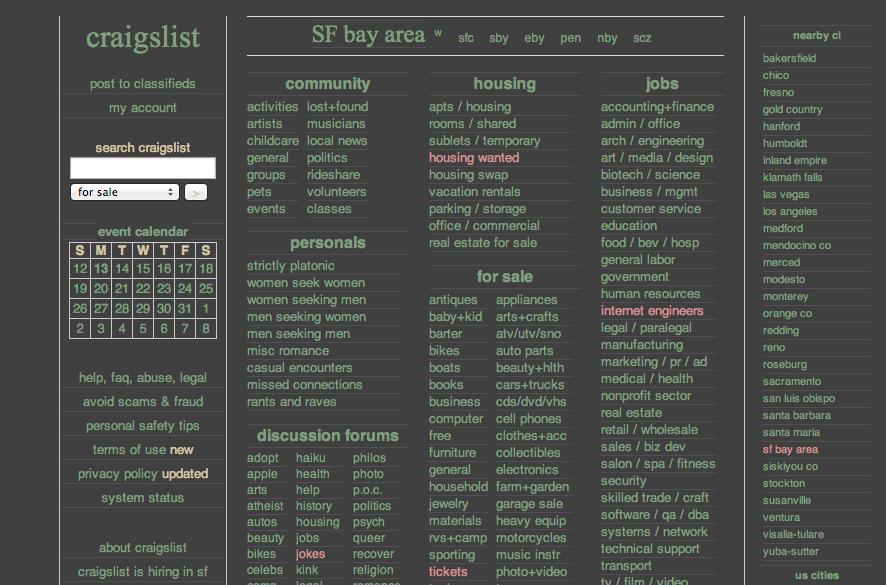 craigslist
post to classifieds
my account
search craigslist
for sale
>
event calendar
S M T W T F S
12 13 14 15 16 17 18
19 20 21 22 23 24 25
26 27 28 29 30 31 1
2 3 4 5 6 7 8
help, faq, abuse, legal
avoid scams & fraud
personal safety tips
terms of use new
privacy policy updated
system status
about craigslist
craigslist is hiring in sf
SF bay area w sfc sby eby pen nby scz
community
activities lost+found
artists musicians
childcare local news
general politics
groups rideshare
pets volunteers
events classes
personals
strictly platonic
women seek women
women seeking men
men seeking women
men seeking men
misc romance
casual encounters
missed connections
rants and raves
discussion forums
adopt haiku philos
apple health photo
arts help p.o.c.
atheist history politics
autos housing psych
beauty jobs queer
bikes jokes recover
celebs kink religion
comp legal romance
housing
apts / housing
rooms / shared
sublets / temporary
housing wanted
housing swap
vacation rentals
parking / storage
office / commercial
real estate for sale
for sale
antiques appliances
baby+kid arts+crafts
barter atv/utv/sno
bikes auto parts
boats beauty+hlth
books cars+trucks
business cds/dvd/vhs
computer cell phones
free clothes+acc
furniture collectibles
general electronics
household farm+garden
jewelry garage sale
materials heavy equip
rvs+camp motorcycles
sporting music instr
tickets photo+video
jobs
accounting+finance
admin / office
arch / engineering
art / media / design
biotech / science
business / mgmt
customer service
education
food / bev / hosp
general labor
government
human resources
internet engineers
legal / paralegal
manufacturing
marketing / pr / ad
medical / health
nonprofit sector
real estate
retail / wholesale
sales / biz dev
salon / spa / fitness
security
skilled trade / craft
software / qa / dba
systems / network
technical support
transport
tv / film / video
nearby cl
bakersfield
chico
fresno
gold country
hanford
humboldt
inland empire
klamath falls
las vegas
los angeles
medford
mendocino co
merced
modesto
monterey
orange co
redding
reno
roseburg
sacramento
san luis obispo
santa barbara
santa maria
sf bay area
siskiyou co
stockton
susanville
ventura
visalia-tulare
yuba-sutter
us cities